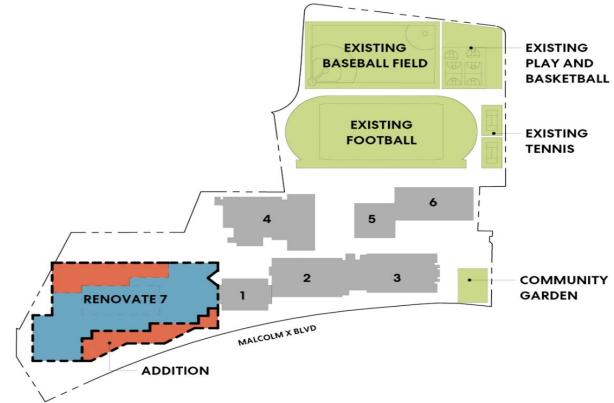 EXISTING
BASEBALL FIELD
EXISTING
PLAY AND
BASKETBALL
EXISTING
FOOTBALL
EXISTING
TENNIS
4
5
6
RENOVATE 7
1
2
3
COMMUNITY
GARDEN
MALCOLM X BLVD
ADDITION